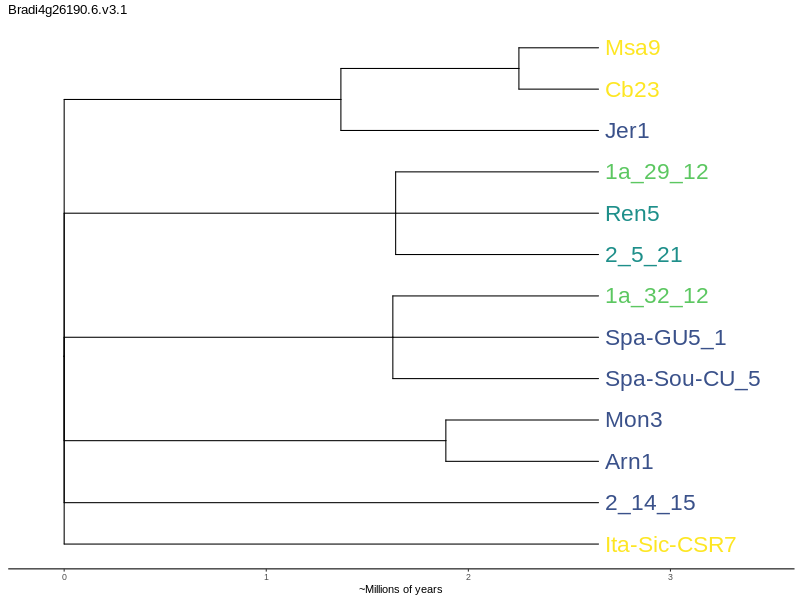 Bradi4g26190.6.v3.1
Msa9
Cb23
Jer1
1a_29_12
Ren5
2_5_21
1a_32_12
Spa-GU5_1
Spa-Sou-CU_5
Mon3
Arn1
2_14_15
Ita-Sic-CSR7
0 1 2 3
~Millions of years